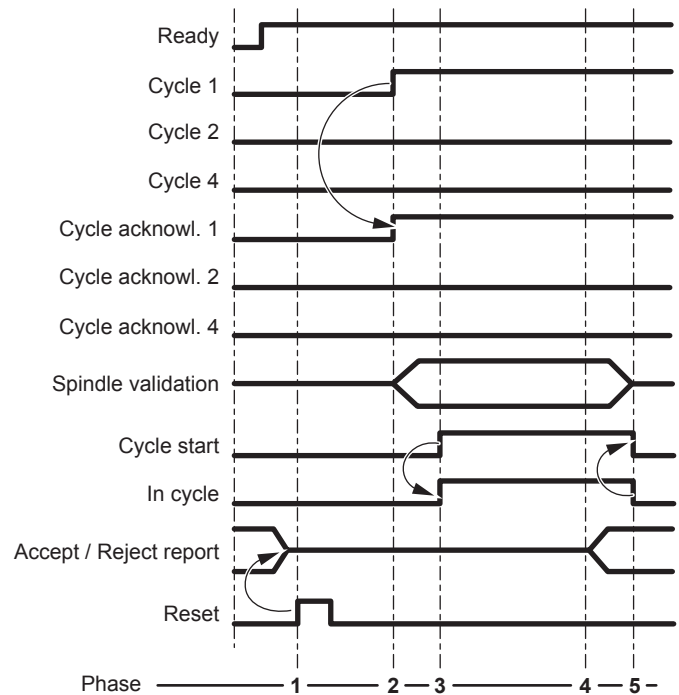 Ready
Cycle 1
Cycle 2
Cycle 4
Cycle acknowl. 1
Cycle acknowl. 2
Cycle acknowl. 4
Spindle validation
Cycle start
In cycle
Accept / Reject report
Reset
Phase 1 2 3 4 5